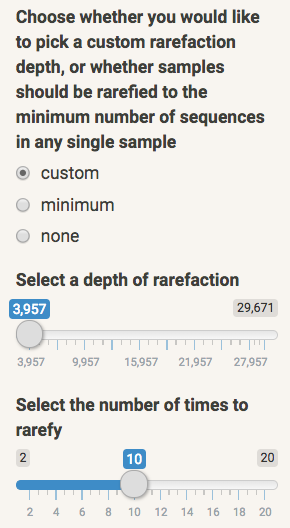 Choose whether you would like
to pick a custom rarefaction
depth, or whether samples
should be rarefied to the
minimum number of sequences
in any single sample
custom
minimum
none
Select a depth of rarefaction
3,957 29,671
3,957 9,957 15,957 21,957 27,957
Select the number of times to
rarefy
2 10 20
2 4 6 8 10 12 14 16 18 20